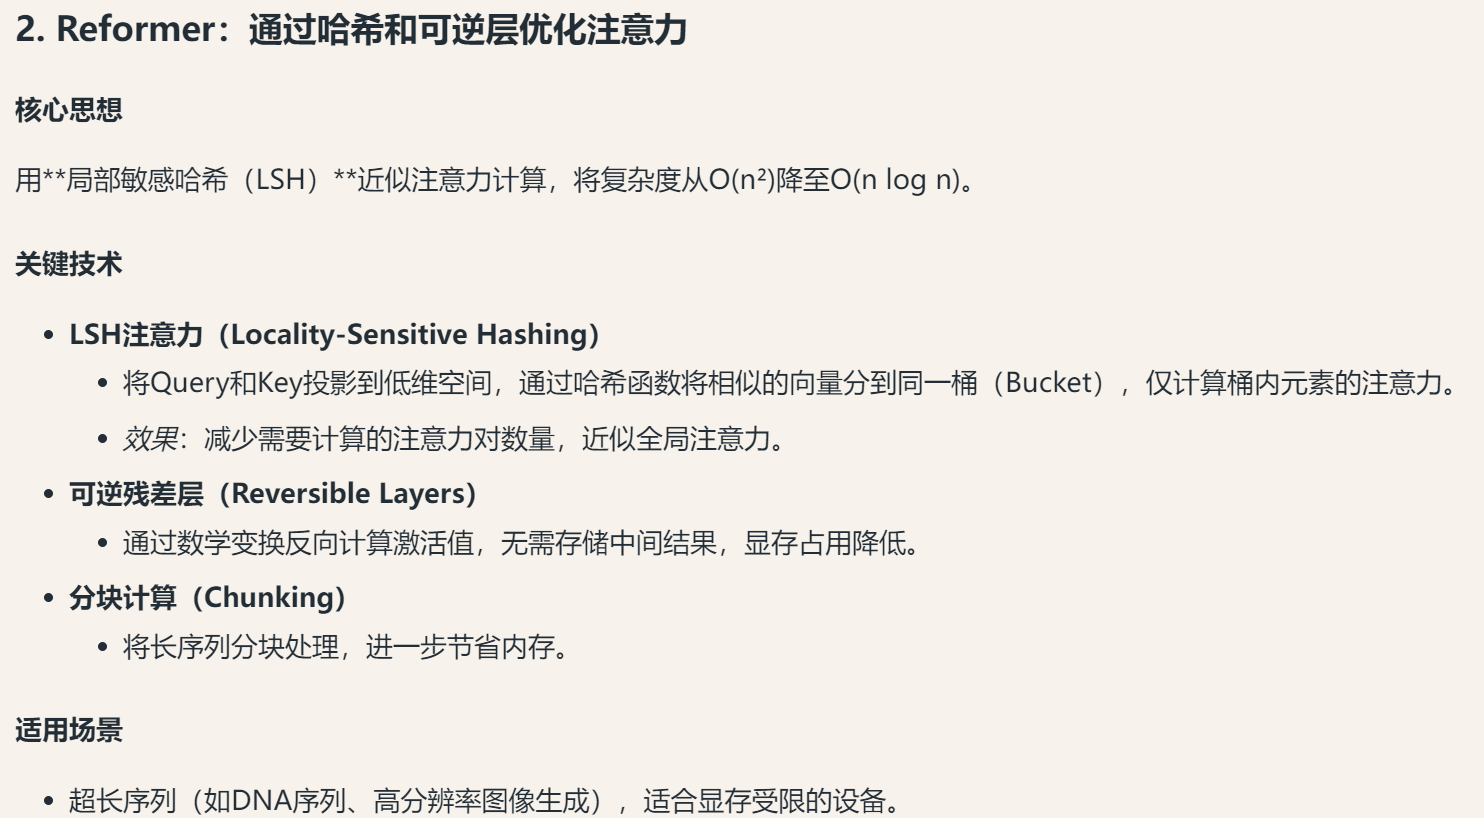 2. Reformer：通过哈希和可逆层优化注意力
核心思想
用**局部敏感哈希（LSH）**近似注意力计算，将复杂度从O(n²)降至O(n log n)。
关键技术
• LSH注意力（Locality-Sensitive Hashing）
• 将Query和Key投影到低维空间，通过哈希函数将相似的向量分到同一桶（Bucket），仅计算桶内元素的注意力。
• 效果：减少需要计算的注意力对数量，近似全局注意力。
• 可逆残差层（Reversible Layers）
• 通过数学变换反向计算激活值，无需存储中间结果，显存占用降低。
• 分块计算（Chunking）
• 将长序列分块处理，进一步节省内存。
适用场景
• 超长序列（如DNA序列、高分辨率图像生成），适合显存受限的设备。